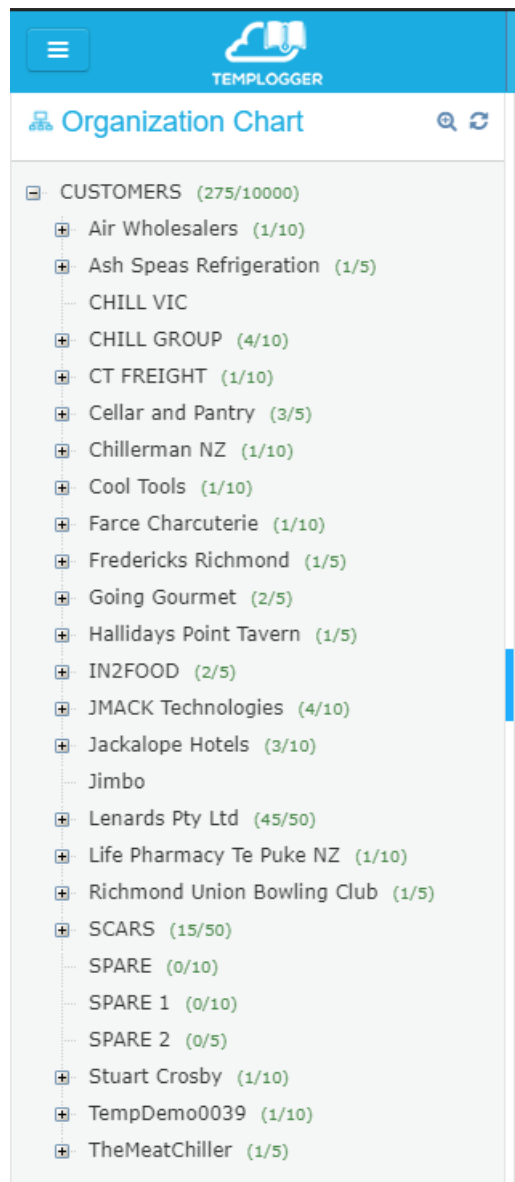 TEMPLOGGER
Organization Chart
CUSTOMERS (275/10000)
Air Wholesalers (1/10)
Ash Speas Refrigeration (1/5)
CHILL VIC
CHILL GROUP (4/10)
CT FREIGHT (1/10)
Cellar and Pantry (3/5)
Chillerman NZ (1/10)
Cool Tools (1/10)
Farce Charcuterie (1/10)
Fredericks Richmond (1/5)
Going Gourmet (2/5)
Hallidays Point Tavern (1/5)
IN2FOOD (2/5)
JMACK Technologies (4/10)
Jackalope Hotels (3/10)
Jimbo
Lenards Pty Ltd (45/50)
Life Pharmacy Te Puke NZ (1/10)
Richmond Union Bowling Club (1/5)
SCARS (15/50)
SPARE (0/10)
SPARE 1 (0/10)
SPARE 2 (0/5)
Stuart Crosby (1/10)
TempDemo0039 (1/10)
TheMeatChiller (1/5)